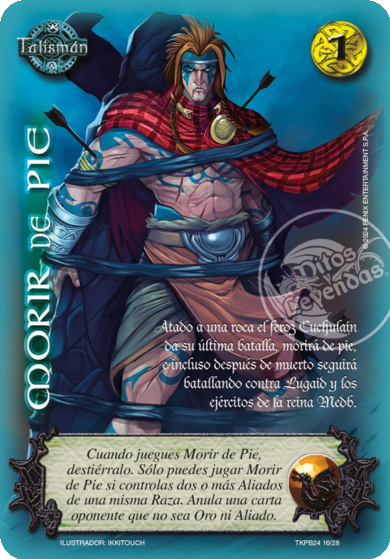 Talismán
1
MORIR DE PIE
© 2024 FENIX ENTERTAINMENT S.P.A.
Mitos
Leyendas
Atado a una roca el feroz Cuchulain
da su última batalla, morirá de pie,
e incluso después de muerto seguirá
batallando contra Lugaid y los
ejércitos de la reina Medb.
Cuando juegues Morir de Pie,
destiérralo. Sólo puedes jugar Morir
de Pie si controlas dos o más Aliados
de una misma Raza. Anula una carta
oponente que no sea Oro ni Aliado.
ILUSTRADOR: IKKITOUCH
TKPB24 16/28